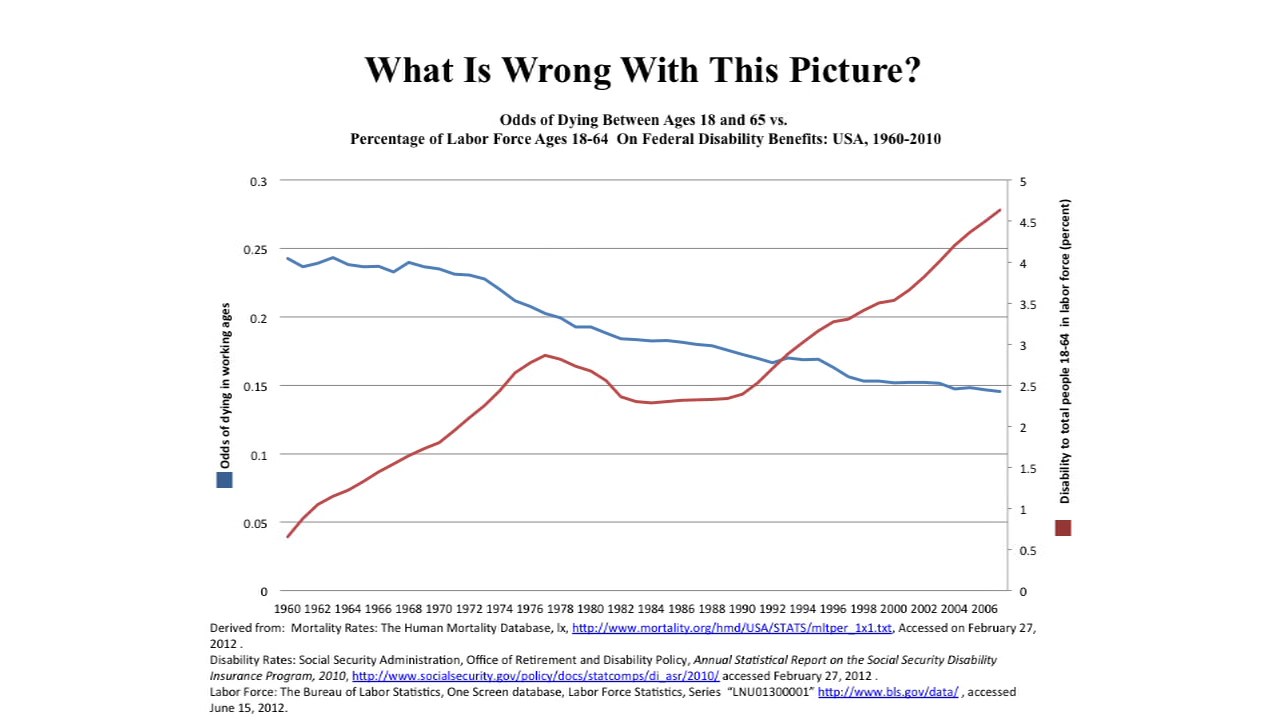 What Is Wrong With This Picture?
Odds of Dying Between Ages 18 and 65 vs.
Percentage of Labor Force Ages 18-64 On Federal Disability Benefits: USA, 1960-2010
0.3
0.25
0.2
0.15
0.1
0.05
0
Odds of dying in working ages
5
4.5
4
3.5
3
2.5
2
1.5
1
0.5
0
Disability to total people 18-64 in labor force (percent)
1960 1962 1964 1966 1968 1970 1972 1974 1976 1978 1980 1982 1984 1986 1988 1990 1992 1994 1996 1998 2000 2002 2004 2006
Derived from: Mortality Rates: The Human Mortality Database, lx, http://www.mortality.org/hmd/USA/STATS/mltper_1x1.txt, Accessed on February 27,
2012 .
Disability Rates: Social Security Administration, Office of Retirement and Disability Policy, Annual Statistical Report on the Social Security Disability
Insurance Program, 2010, http://www.socialsecurity.gov/policy/docs/statcomps/di_asr/2010/ accessed February 27, 2012 .
Labor Force: The Bureau of Labor Statistics, One Screen database, Labor Force Statistics, Series “LNU01300001” http://www.bls.gov/data/ , accessed
June 15, 2012.